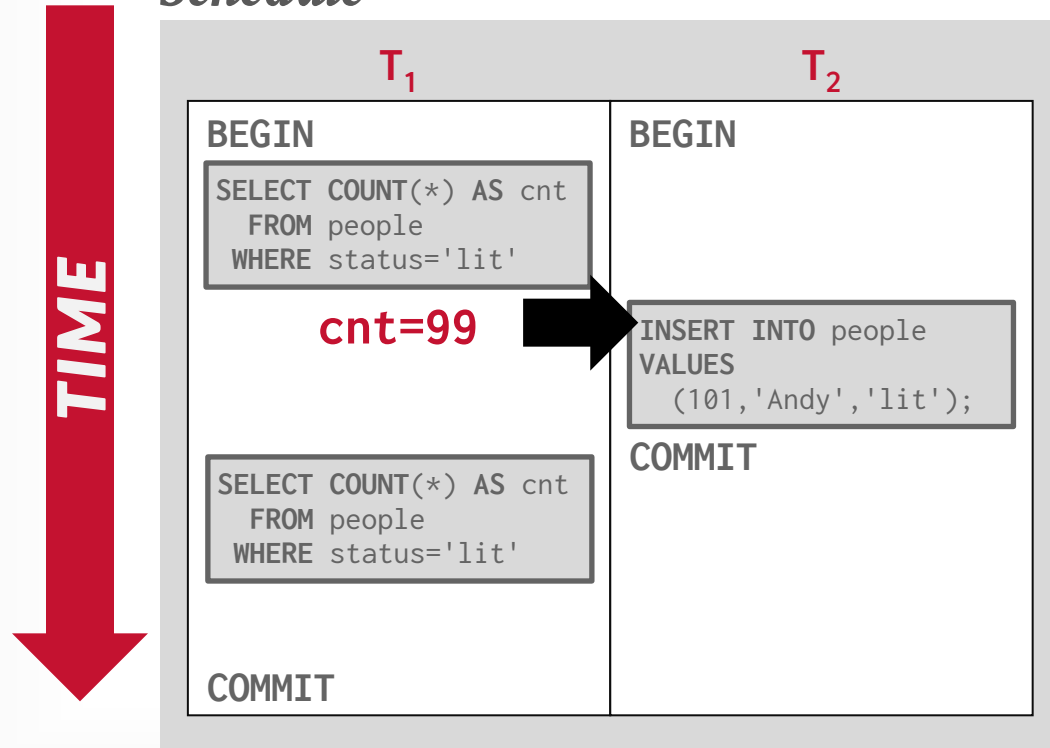 Schedule
TIME
T₁
T₂
BEGIN
SELECT COUNT(*) AS cnt
FROM people
WHERE status='lit'
cnt=99
SELECT COUNT(*) AS cnt
FROM people
WHERE status='lit'
COMMIT
BEGIN
INSERT INTO people
VALUES
(101,'Andy','lit');
COMMIT